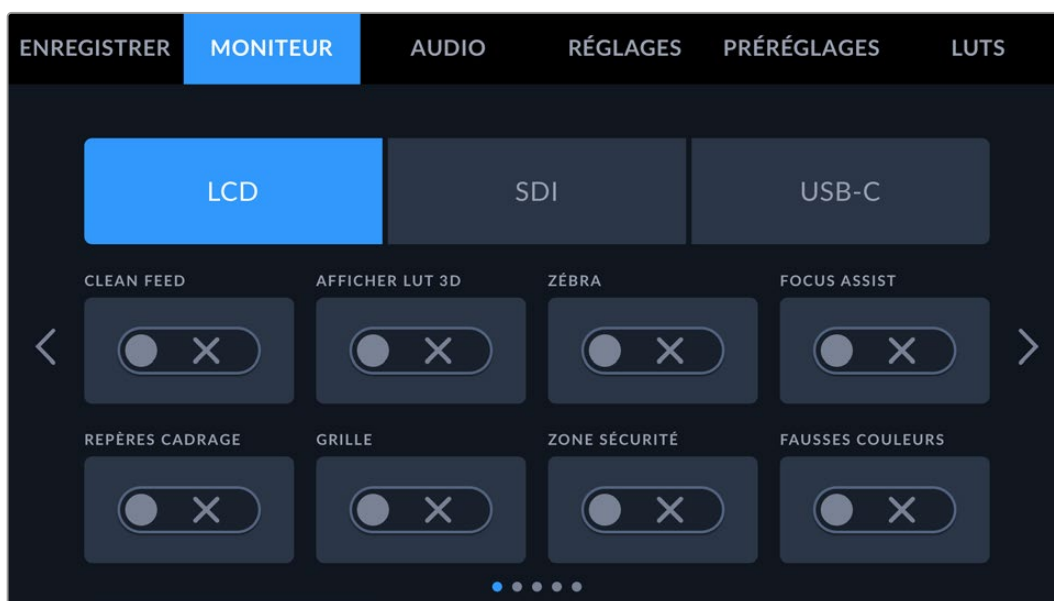 ENREGISTRER MONITEUR AUDIO RÉGLAGES PRÉRÉGLAGES LUTS
LCD SDI USB-C
CLEAN FEED AFFICHER LUT 3D ZÉBRA FOCUS ASSIST
REPÈRES CADRAGE GRILLE ZONE SÉCURITÉ FAUSSES COULEURS